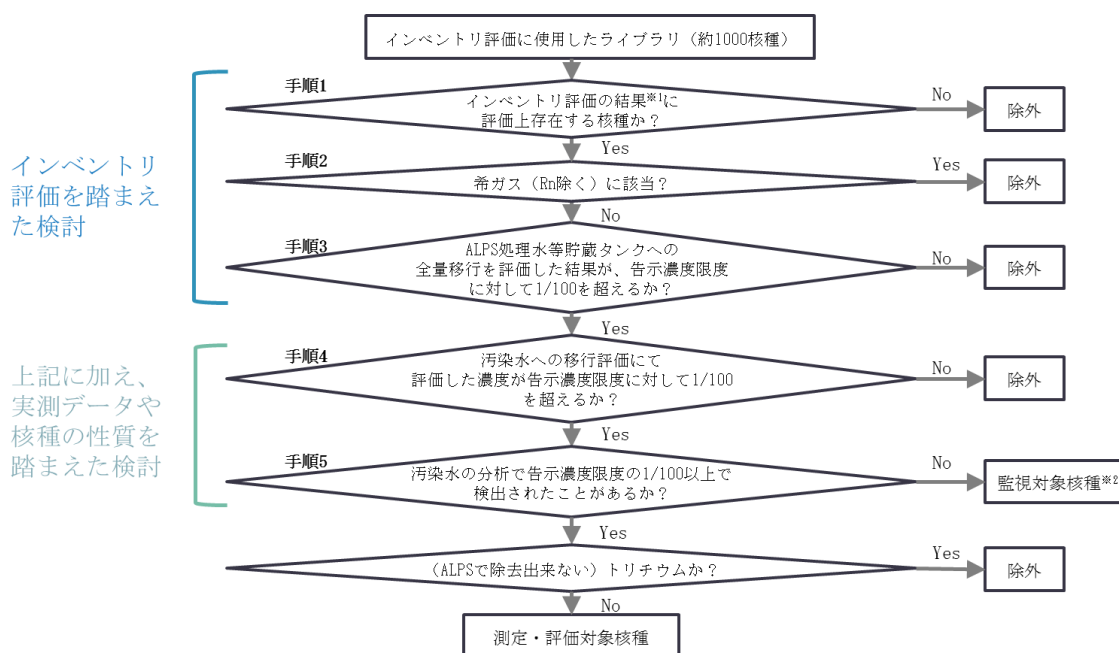 インベントリ評価に使用したライブラリ（約1000核種）
手順1
インベントリ評価の結果※1に
評価上存在する核種か？
No
除外
Yes
インベントリ
評価を踏まえ
た検討
手順2
希ガス（Rn除く）に該当？
Yes
除外
No
手順3
ALPS処理水等貯蔵タンクへの
全量移行を評価した結果が、告示濃度限度
に対して1/100を超えるか？
No
除外
Yes
上記に加え、
実測データや
核種の性質を
踏まえた検討
手順4
汚染水への移行評価にて
評価した濃度が告示濃度限度に対して1/100
を超えるか？
No
除外
Yes
手順5
汚染水の分析で告示濃度限度の1/100以上で
検出されたことがあるか？
No
監視対象核種※2
Yes
（ALPSで除去出来ない）トリチウムか？
Yes
除外
No
測定・評価対象核種